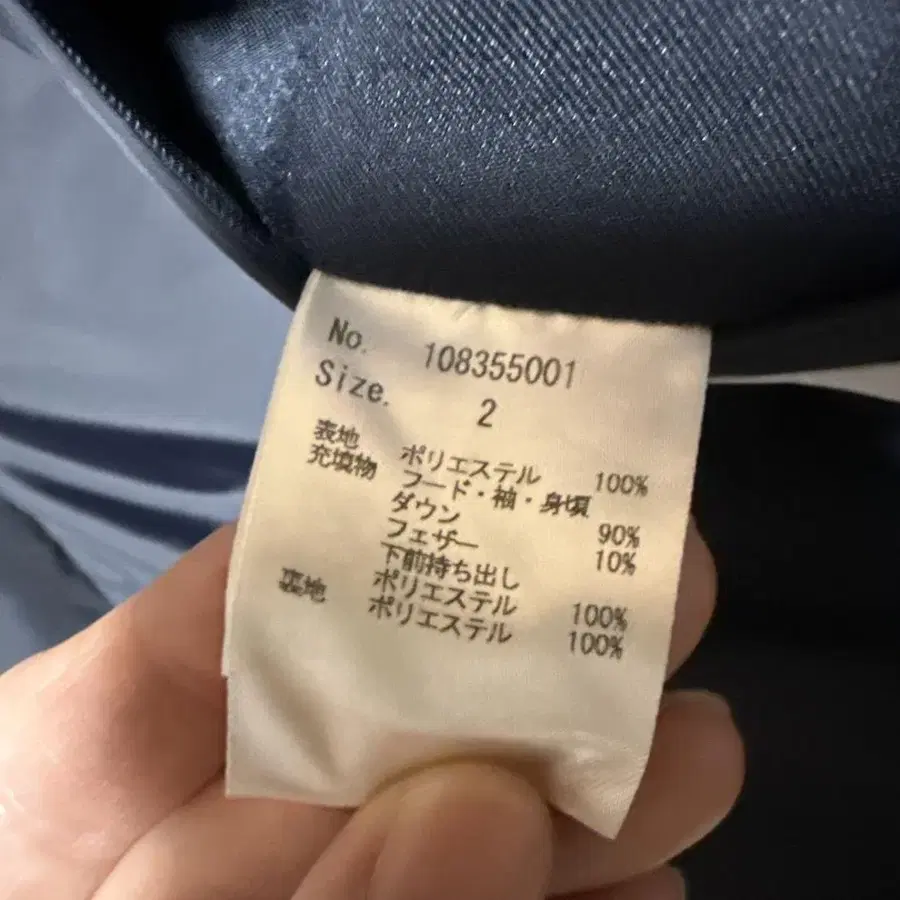 No. 108355001
Size. 2
表地 ポリエステル 100%
充填物 フード・袖・身頃
ダウン 90%
フェザー 10%
下前持ち出し
ポリエステル 100%
裏地 ポリエステル 100%